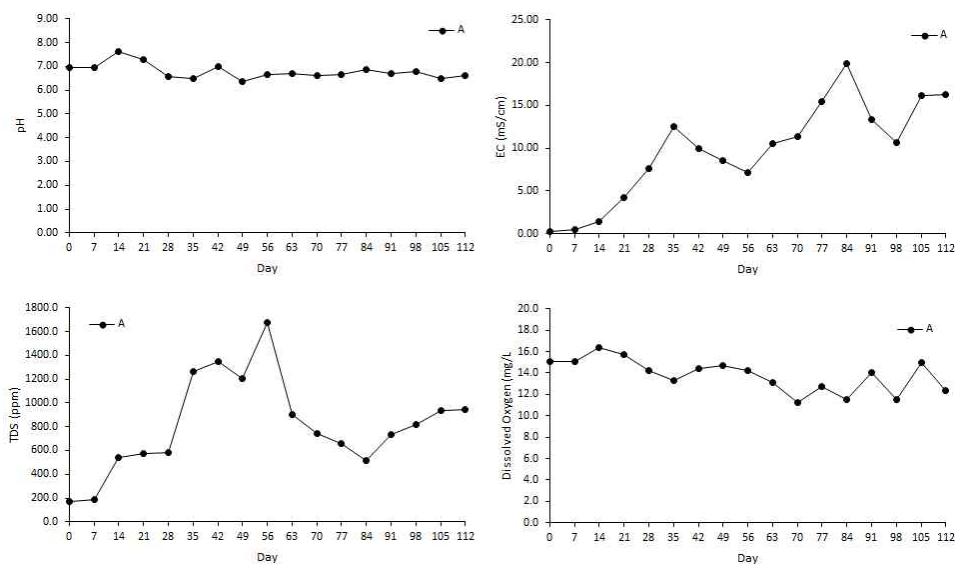 9.00
8.00
7.00
6.00
5.00
4.00
3.00
2.00
1.00
0.00
pH
A
0 7 14 21 28 35 42 49 56 63 70 77 84 91 98 105 112
Day
25.00
20.00
15.00
10.00
5.00
0.00
EC (mS/cm)
A
0 7 14 21 28 35 42 49 56 63 70 77 84 91 98 105 112
Day
1800.0
1600.0
1400.0
1200.0
1000.0
800.0
600.0
400.0
200.0
0.0
TDS (ppm)
A
0 7 14 21 28 35 42 49 56 63 70 77 84 91 98 105 112
Day
20.0
18.0
16.0
14.0
12.0
10.0
8.0
6.0
4.0
2.0
0.0
Dissolved Oxygen (mg/L
A
0 7 14 21 28 35 42 49 56 63 70 77 84 91 98 105 112
Day